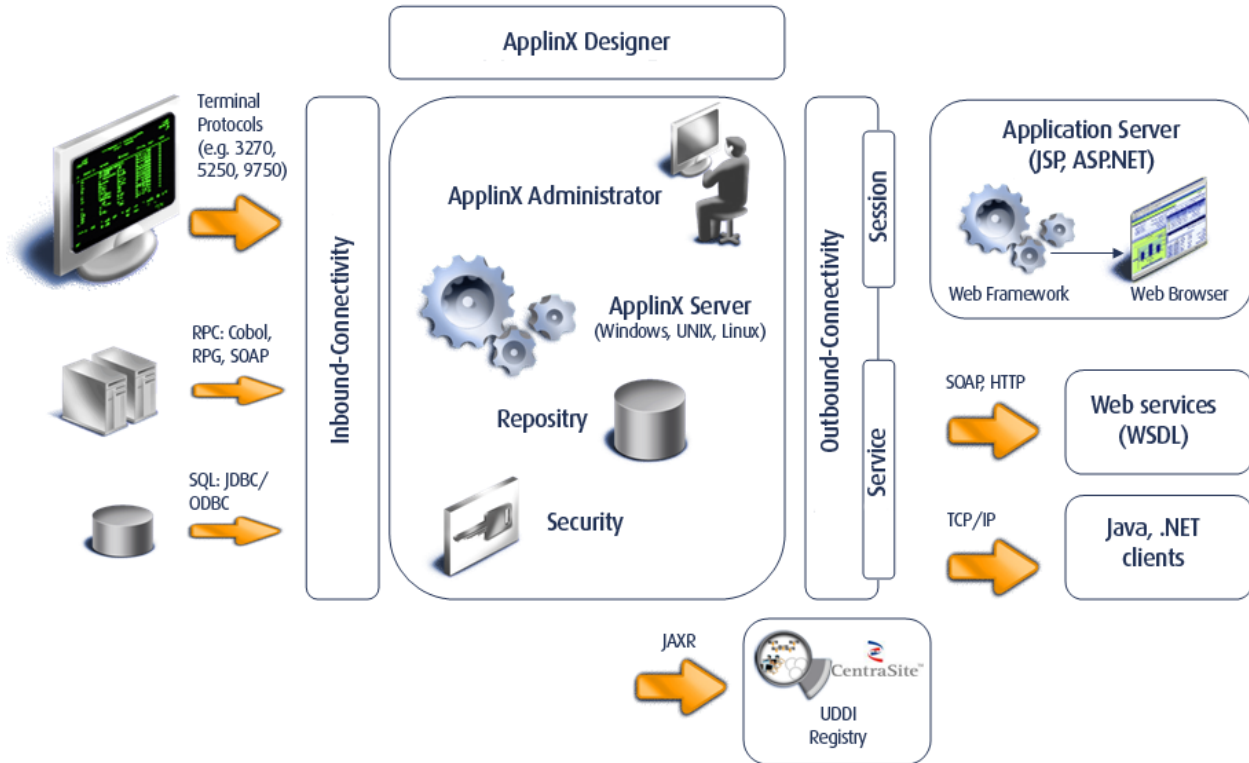 ApplinX Designer
Terminal
Protocols
(e.g. 3270,
5250, 9750)
RPC: Cobol,
RPG, SOAP
SQL: JDBC/
ODBC
Inbound-Connectivity
ApplinX Administrator
ApplinX Server
(Windows, UNIX, Linux)
Repositry
Security
Outbound-Connectivity
Session
Service
Application Server
(JSP, ASP.NET)
Web Framework
Web Browser
SOAP, HTTP
Web services
(WSDL)
TCP/IP
Java, .NET
clients
JAXR
CentraSite™
UDDI
Registry